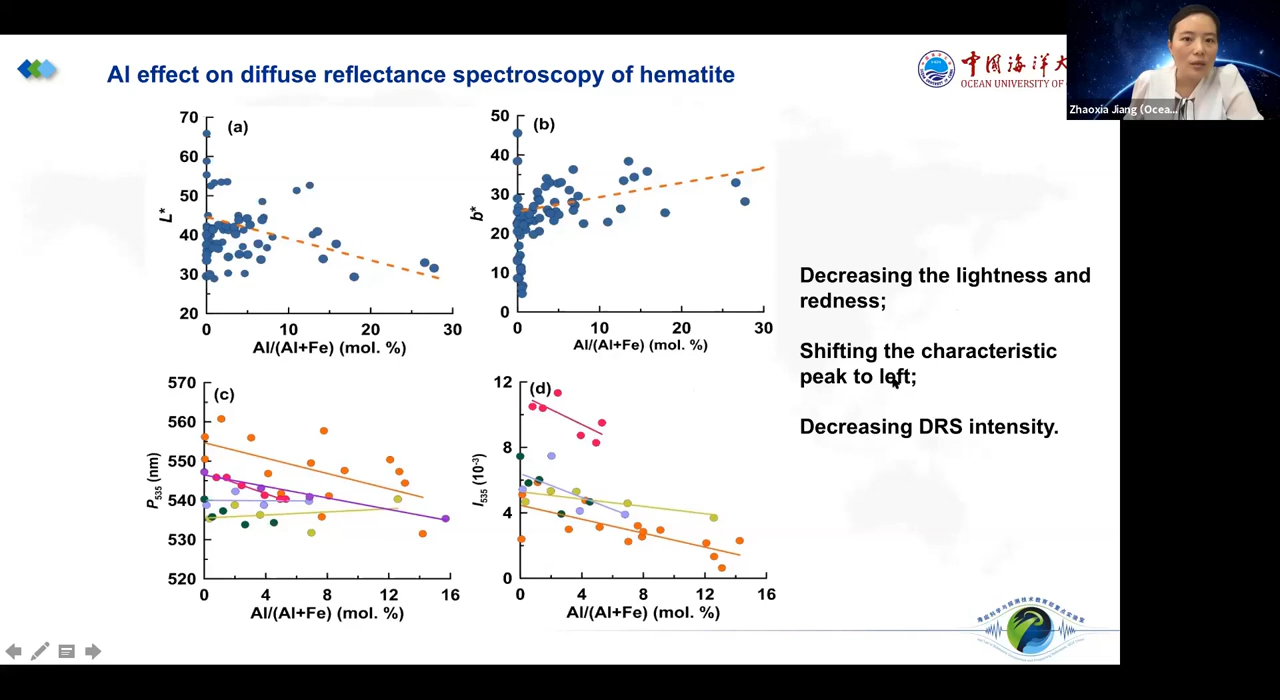 Al effect on diffuse reflectance spectroscopy of hematite
中国海洋大
OCEAN UNIVERSITY OF
Zhaoxia Jiang (Ocea...
(a)
70
60
50
40
30
20
L*
0
10
20
30
Al/(Al+Fe) (mol. %)
(b)
50
40
30
20
10
0
b*
0
10
20
30
Al/(Al+Fe) (mol. %)
Decreasing the lightness and
redness;
Shifting the characteristic
peak to left;
Decreasing DRS intensity.
(c)
570
560
550
540
530
520
P535 (nm)
0
4
8
12
16
Al/(Al+Fe) (mol. %)
(d)
12
8
4
0
I535 (10-3)
0
4
8
12
16
Al/(Al+Fe) (mol. %)